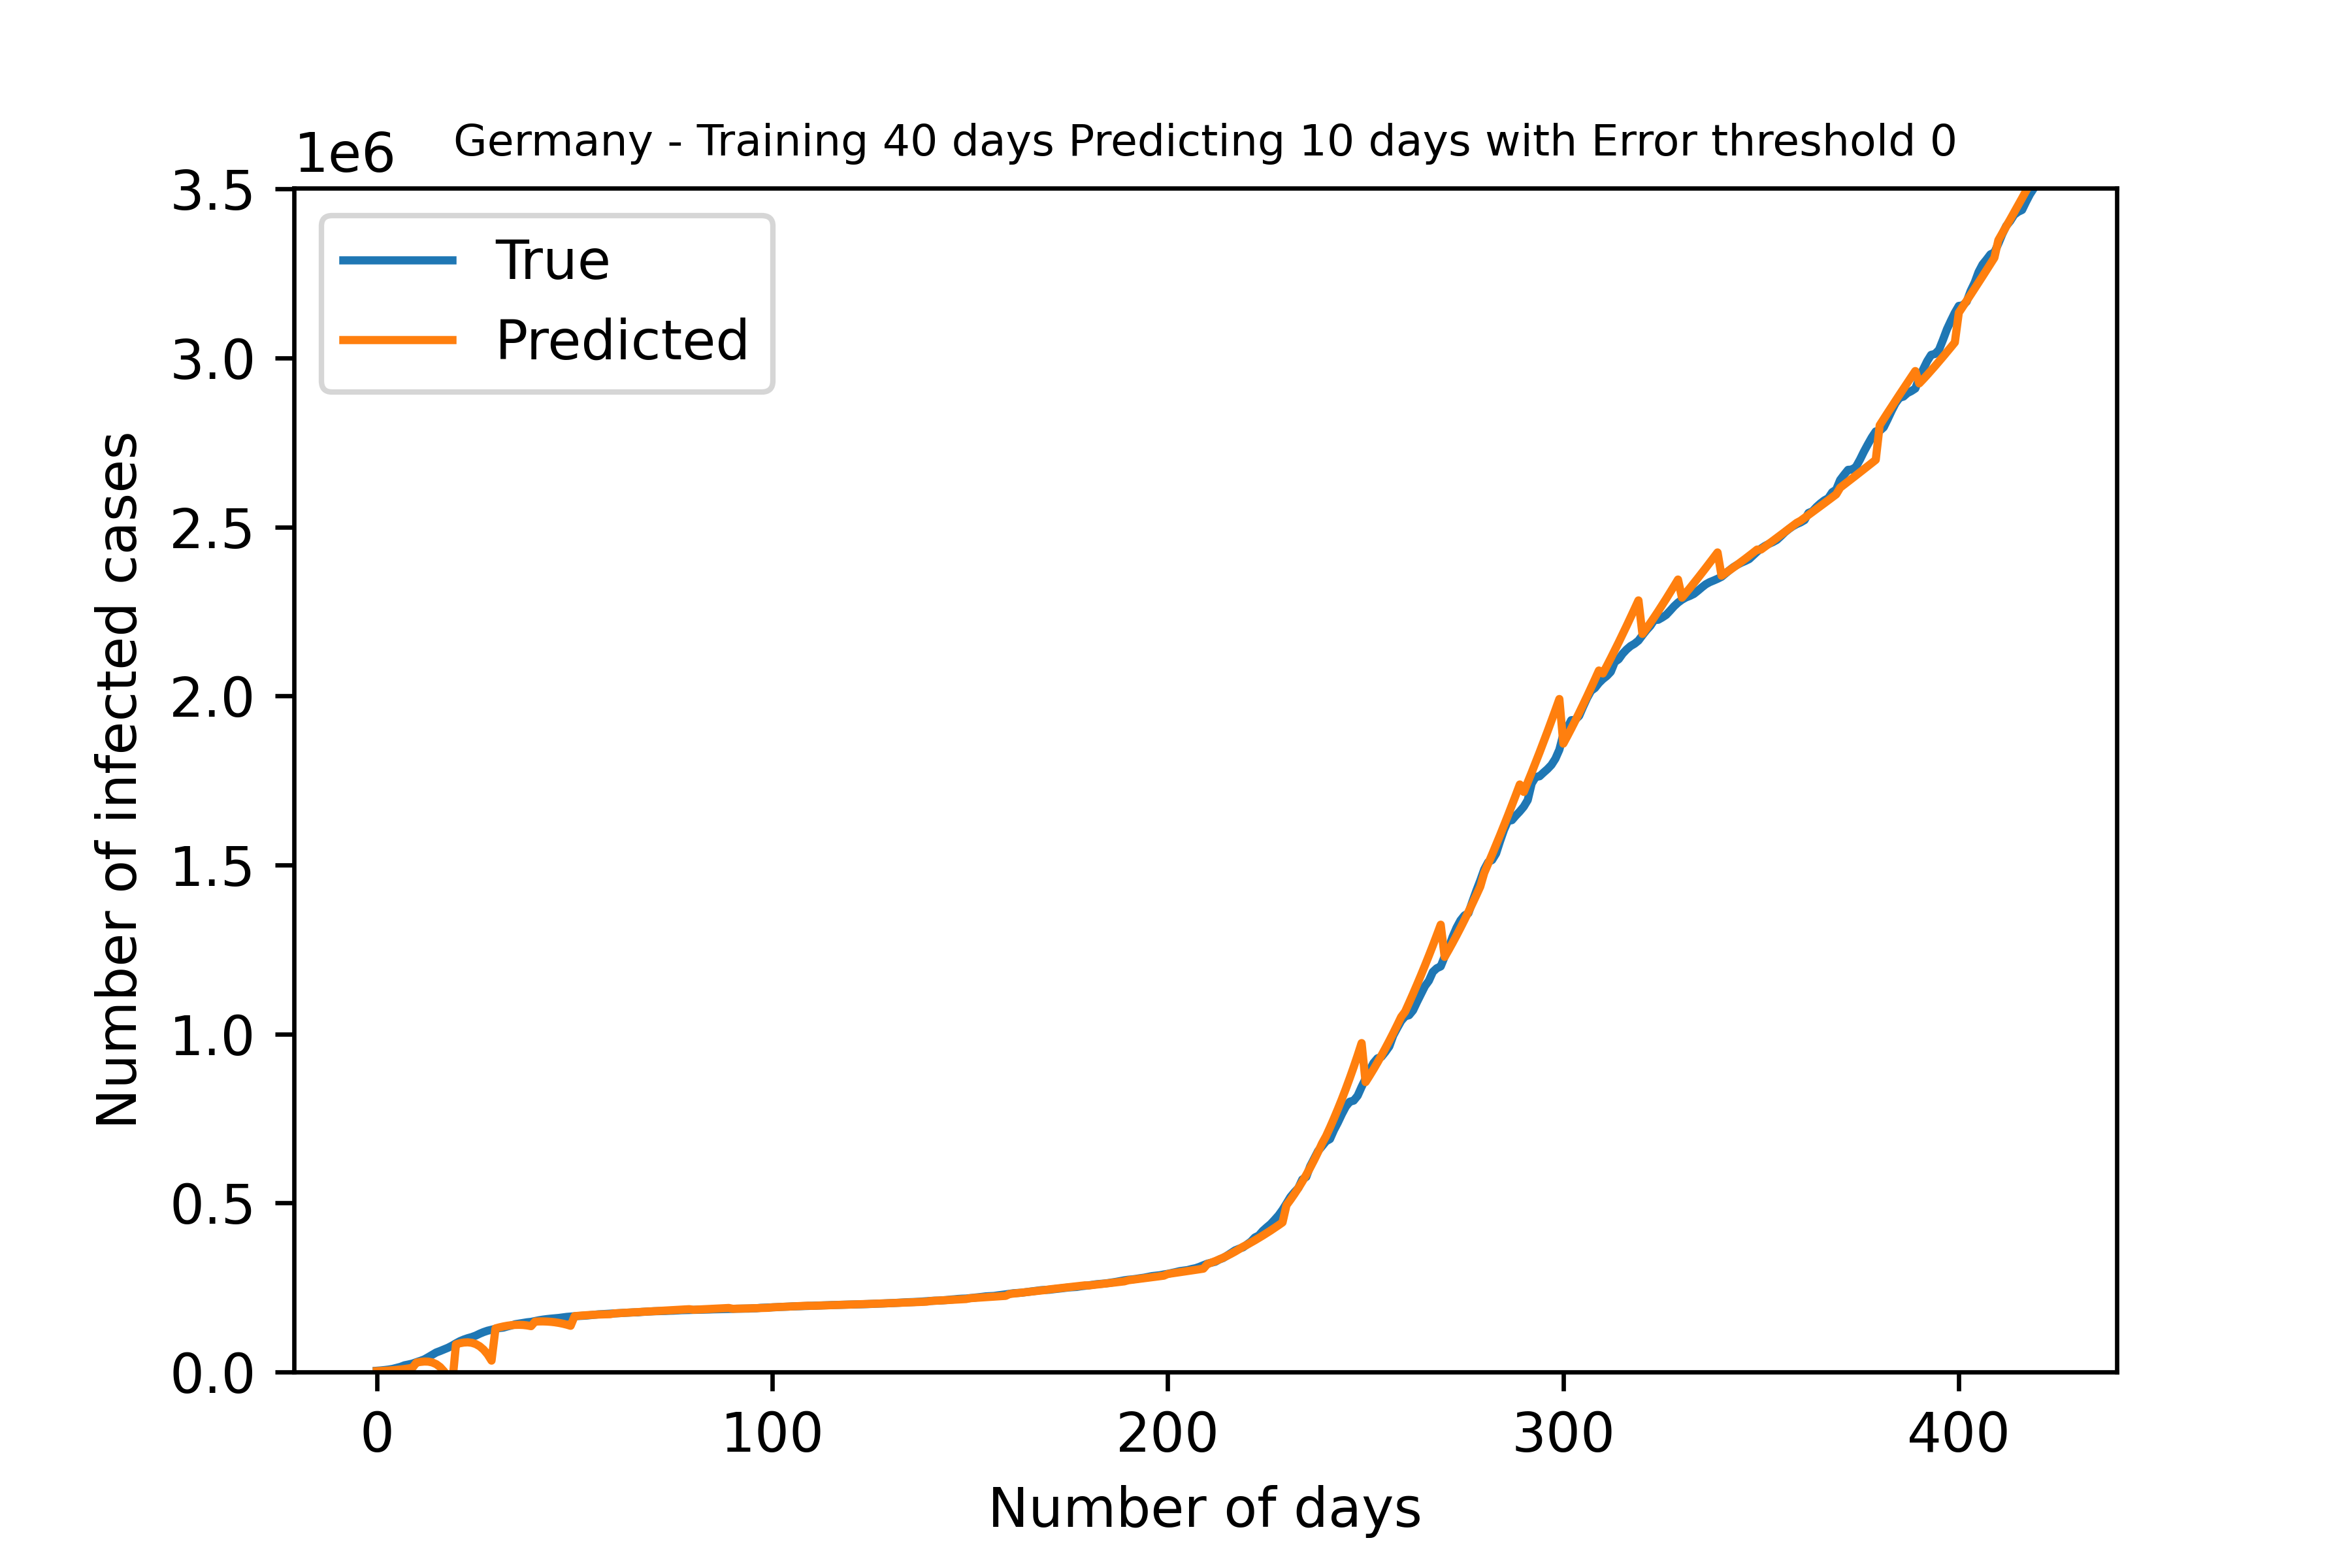 Germany - Training 40 days Predicting 10 days with Error threshold 0
1e6
3.5
3.0
2.5
2.0
1.5
1.0
0.5
0.0
Number of infected cases
True
Predicted
0 100 200 300 400
Number of days